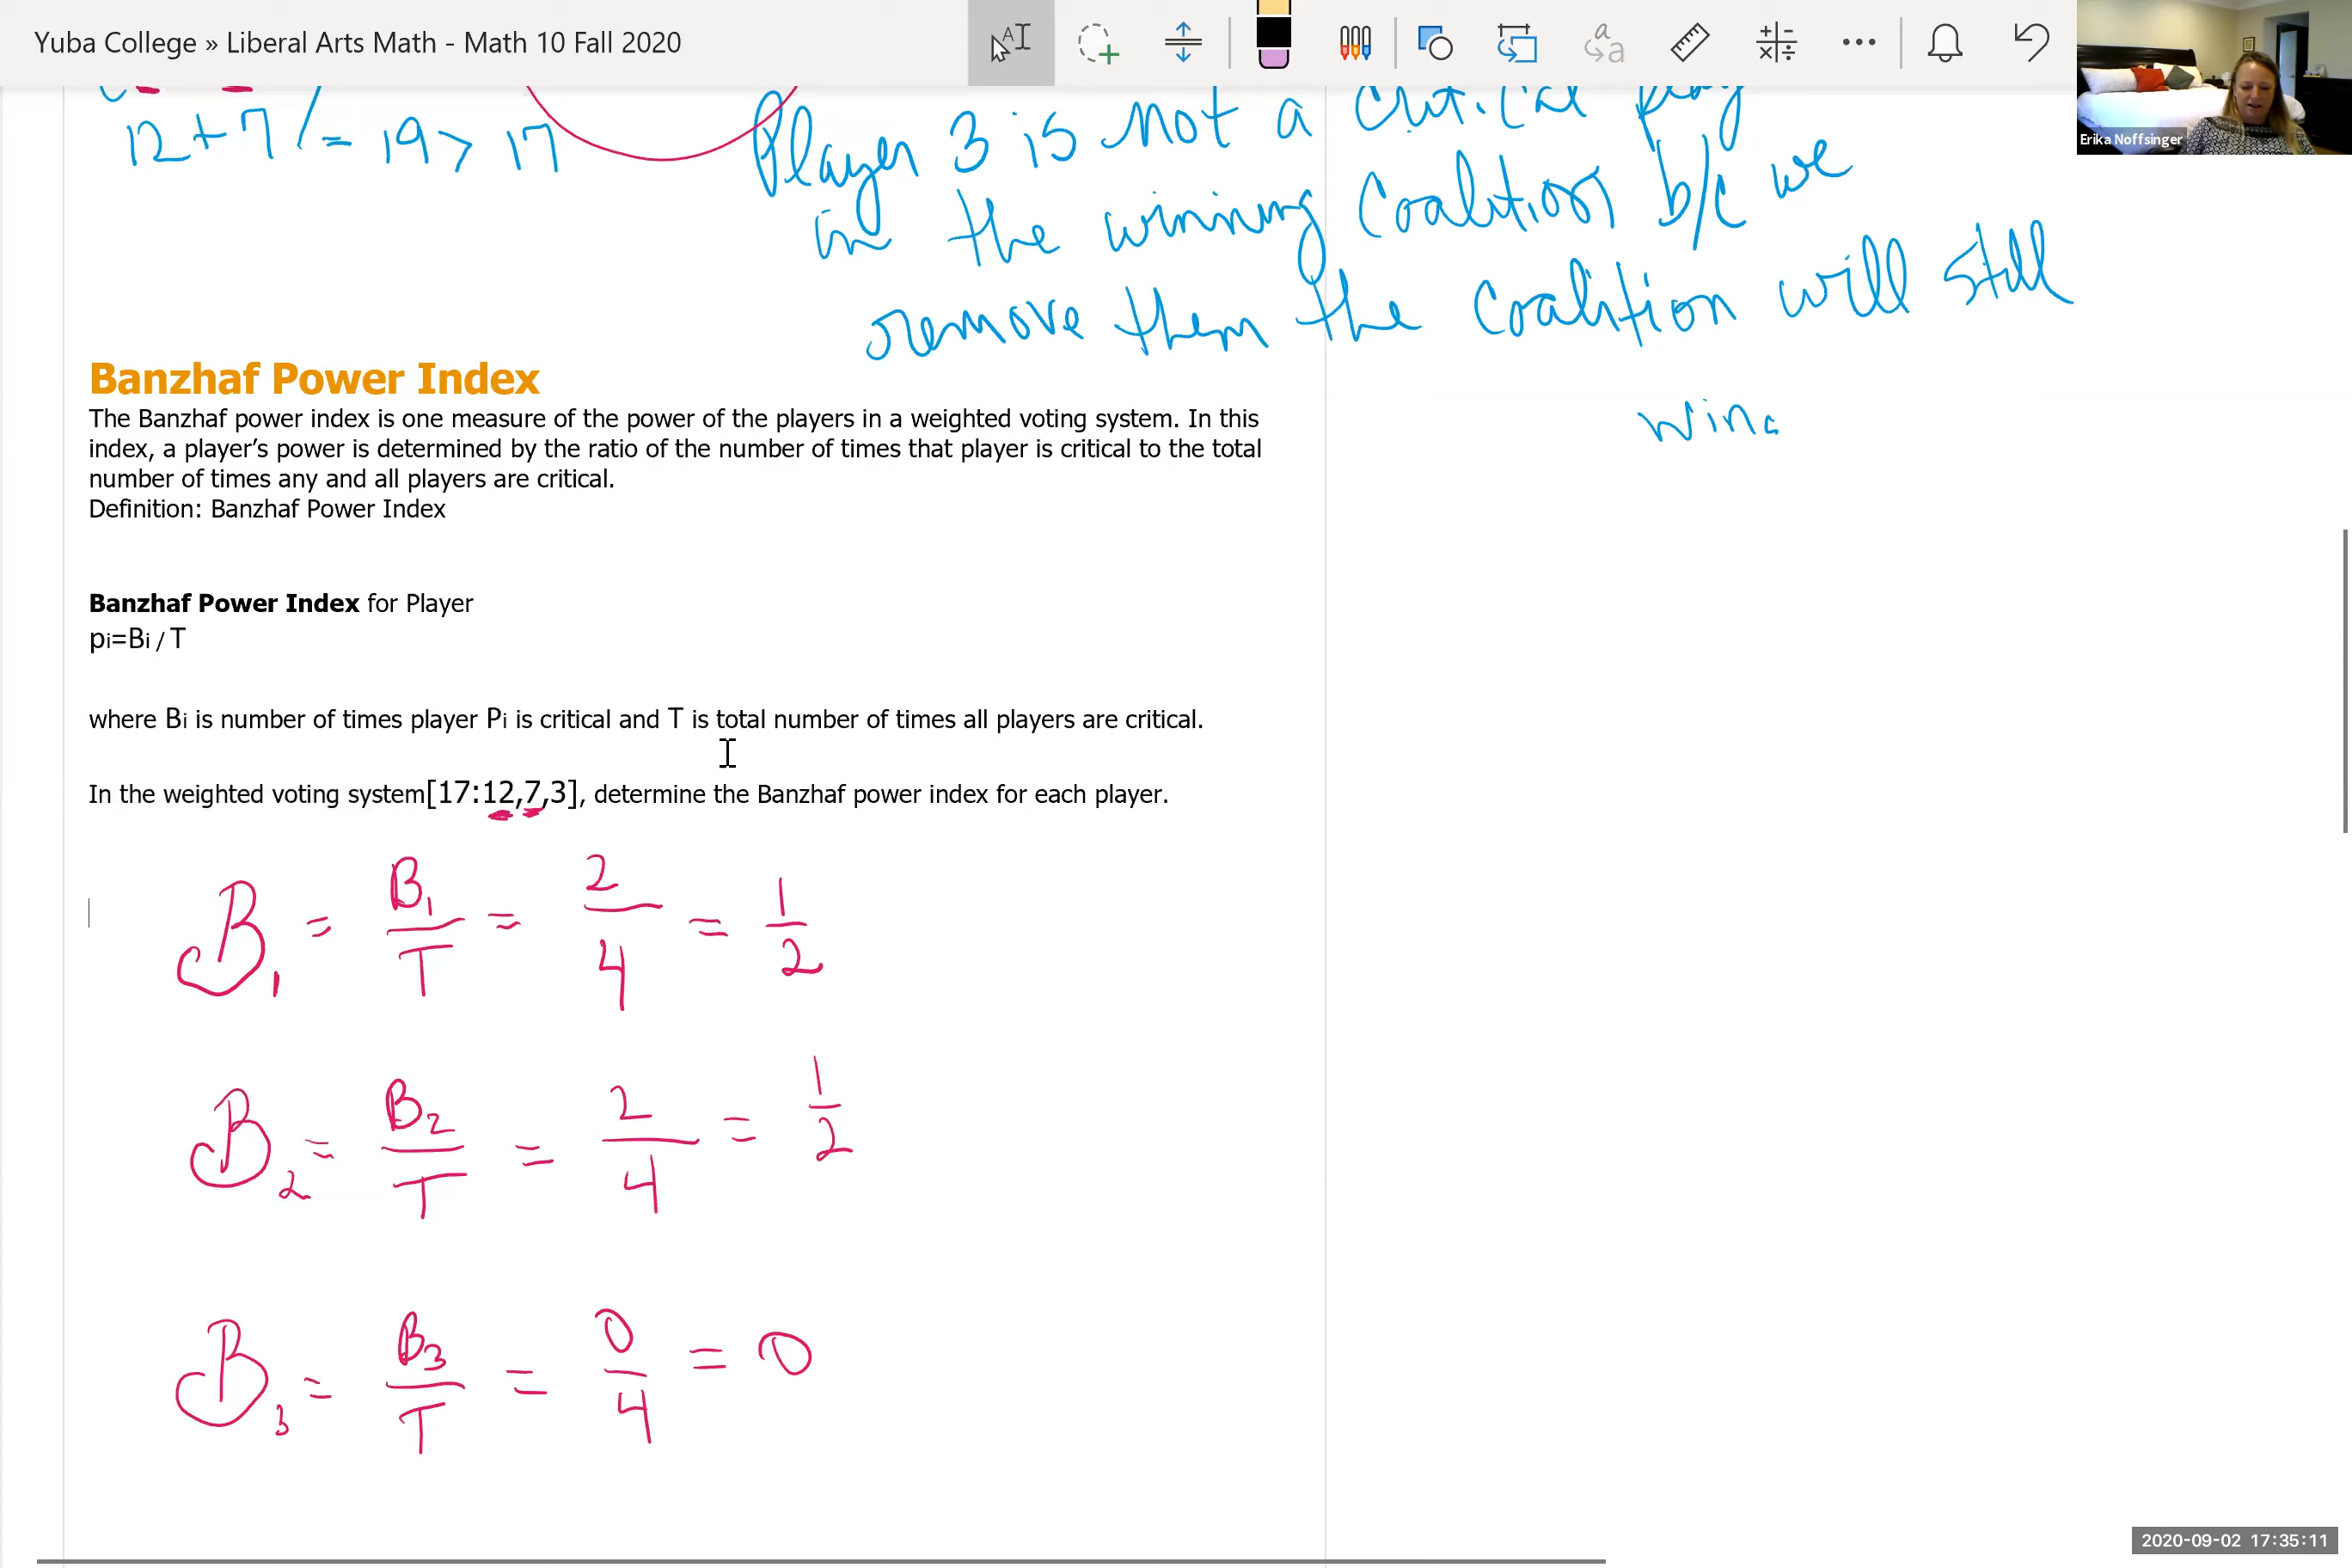 Yuba College » Liberal Arts Math - Math 10 Fall 2020
Erika Noffsinger
12 + 7 = 19 > 17
Player 3 is not a critical play
in the winning Coalition b/c we
remove them the Coalition will still
win.
Banzhaf Power Index
The Banzhaf power index is one measure of the power of the players in a weighted voting system. In this
index, a player's power is determined by the ratio of the number of times that player is critical to the total
number of times any and all players are critical.
Definition: Banzhaf Power Index
Banzhaf Power Index for Player
pi=Bi / T
where Bi is number of times player Pi is critical and T is total number of times all players are critical.
In the weighted voting system[17:12,7,3], determine the Banzhaf power index for each player.
B1 = B1/T = 2/4 = 1/2
B2 = B2/T = 2/4 = 1/2
B3 = B3/T = 0/4 = 0
2020-09-02 17:35:11